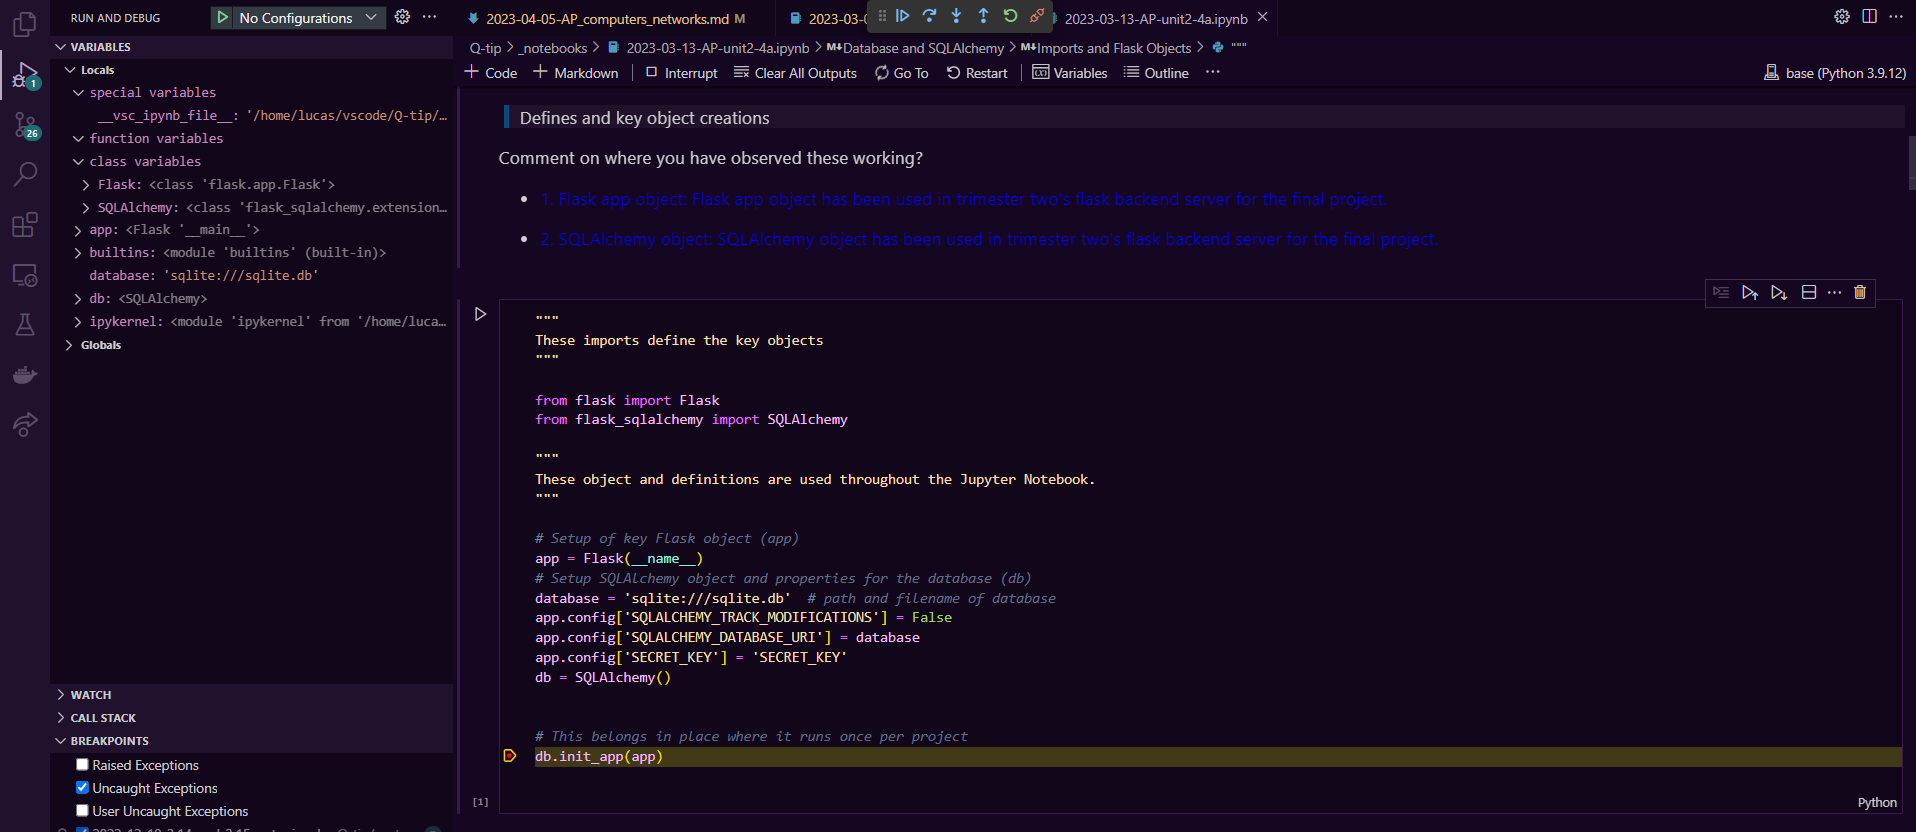 RUN AND DEBUG
No Configurations
2023-04-05-AP_computers_networks.md M
2023-03-
2023-03-13-AP-unit2-4a.ipynb
Q-tip > _notebooks > 2023-03-13-AP-unit2-4a.ipynb > M↓Database and SQLAlchemy > M↓Imports and Flask Objects > """
+ Code + Markdown Interrupt Clear All Outputs Go To Restart Variables Outline ···
base (Python 3.9.12)
VARIABLES
Locals
special variables
__vsc_ipynb_file__: '/home/lucas/vscode/Q-tip/…
function variables
class variables
Flask: <class 'flask.app.Flask'>
SQLAlchemy: <class 'flask_sqlalchemy.extension…
app: <Flask '__main__'>
builtins: <module 'builtins' (built-in)>
database: 'sqlite:///sqlite.db'
db: <SQLAlchemy>
ipykernel: <module 'ipykernel' from '/home/luca…
Globals
1
26
WATCH
CALL STACK
BREAKPOINTS
Raised Exceptions
Uncaught Exceptions
User Uncaught Exceptions
Defines and key object creations
Comment on where you have observed these working?
1. Flask app object: Flask app object has been used in trimester two's flask backend server for the final project.
2. SQLAlchemy object: SQLAlchemy object has been used in trimester two's flask backend server for the final project.
"""
These imports define the key objects
"""
from flask import Flask
from flask_sqlalchemy import SQLAlchemy
"""
These object and definitions are used throughout the Jupyter Notebook.
"""
# Setup of key Flask object (app)
app = Flask(__name__)
# Setup SQLAlchemy object and properties for the database (db)
database = 'sqlite:///sqlite.db'  # path and filename of database
app.config['SQLALCHEMY_TRACK_MODIFICATIONS'] = False
app.config['SQLALCHEMY_DATABASE_URI'] = database
app.config['SECRET_KEY'] = 'SECRET_KEY'
db = SQLAlchemy()
# This belongs in place where it runs once per project
db.init_app(app)
[1]
Python